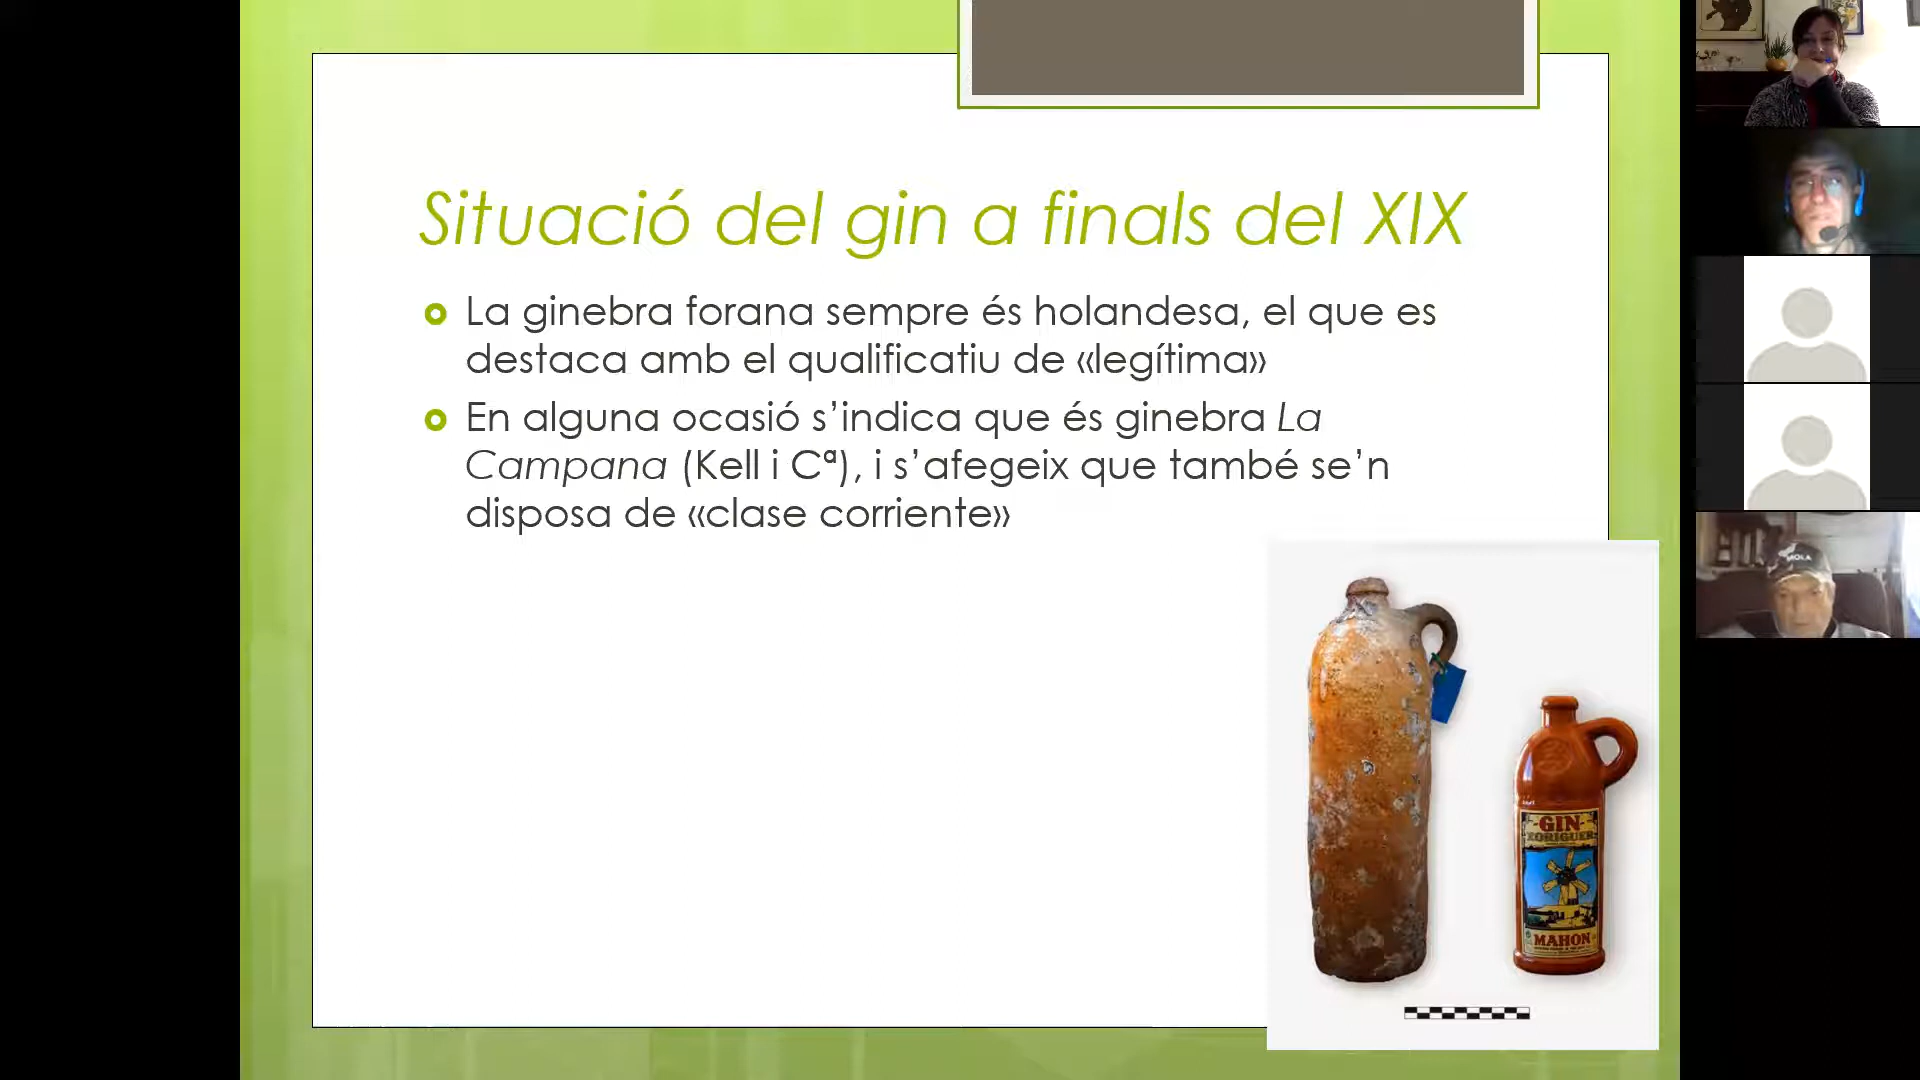 Situació del gin a finals del XIX
La ginebra forana sempre és holandesa, el que es
destaca amb el qualificatiu de «legítima»
En alguna ocasió s’indica que és ginebra La
Campana (Kell i Cª), i s’afegeix que també se’n
disposa de «clase corriente»
GIN
XORIGUER
MAHON
MOLA